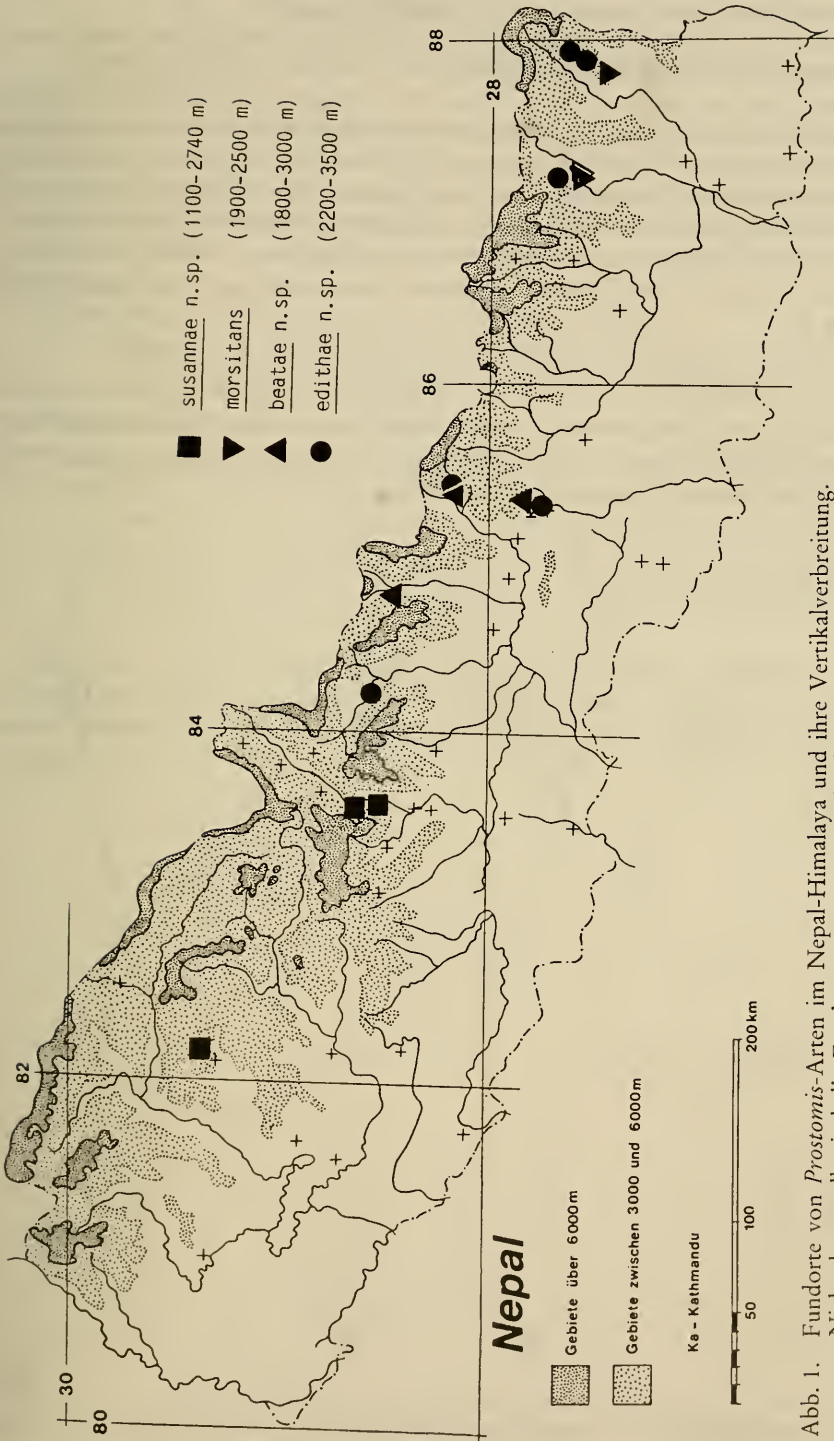 80
30
82
84
86
28
88
■ susannae n.sp. (1100-2740 m)
▼ morsitans (1900-2500 m)
▲ beatae n.sp. (1800-3000 m)
● edithae n.sp. (2200-3500 m)
Nepal
Gebiete über 6000m
Gebiete zwischen 3000 und 6000m
Ka - Kathmandu
50 100 200 km
Abb. 1. Fundorte von Prostomis-Arten im Nepal-Himalaya und ihre Vertikalverbreitung.